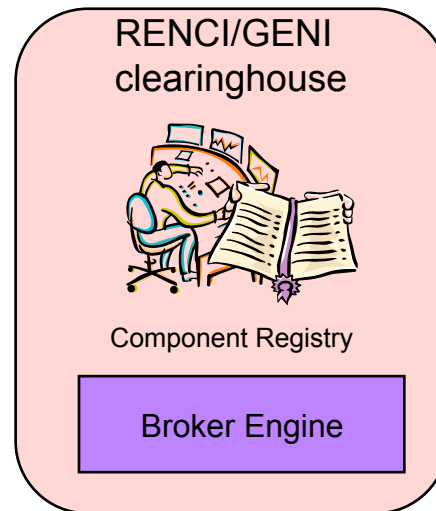 RENCI/GENI
clearinghouse
Component Registry
Broker Engine